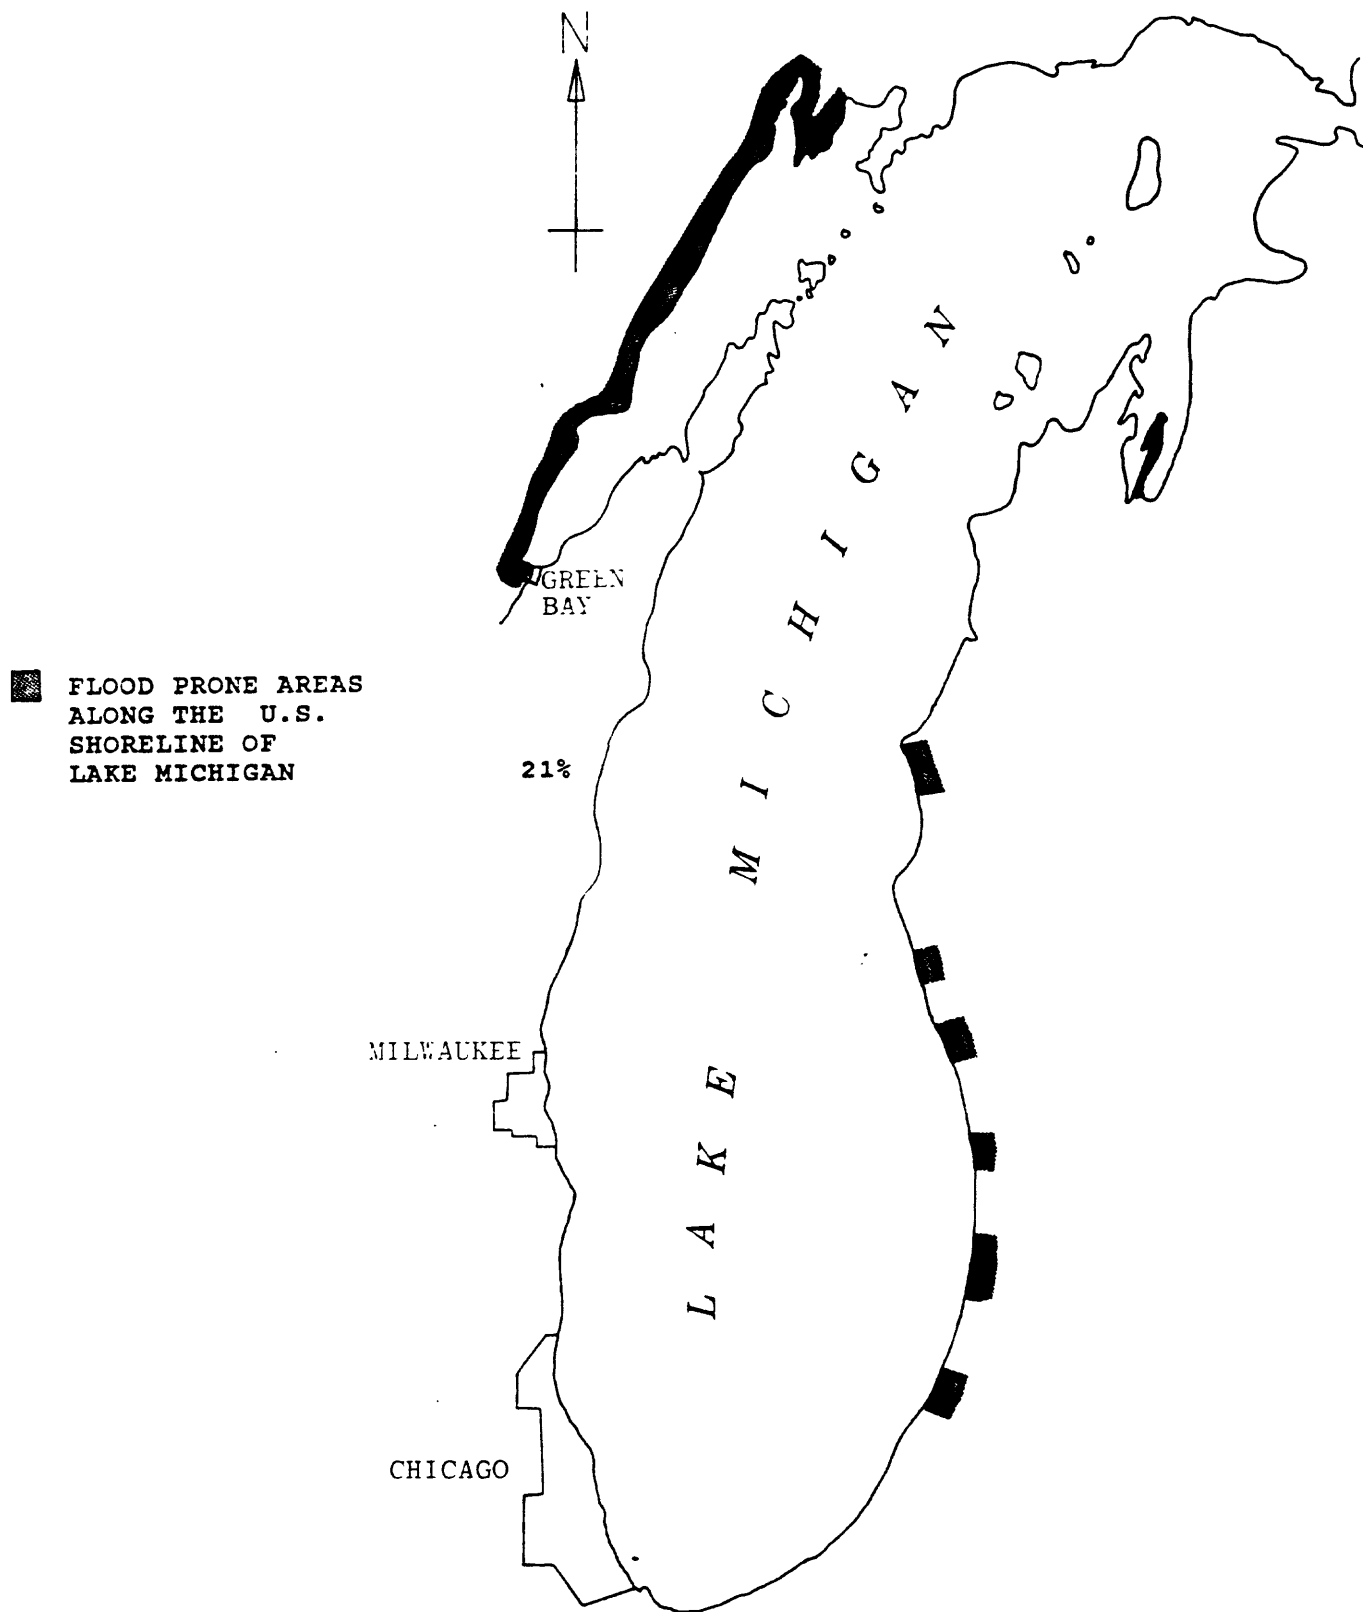 N
GREEN
BAY
FLOOD PRONE AREAS
ALONG THE U.S.
SHORELINE OF
LAKE MICHIGAN 21%
LAKE MICHIGAN
MILWAUKEE
CHICAGO